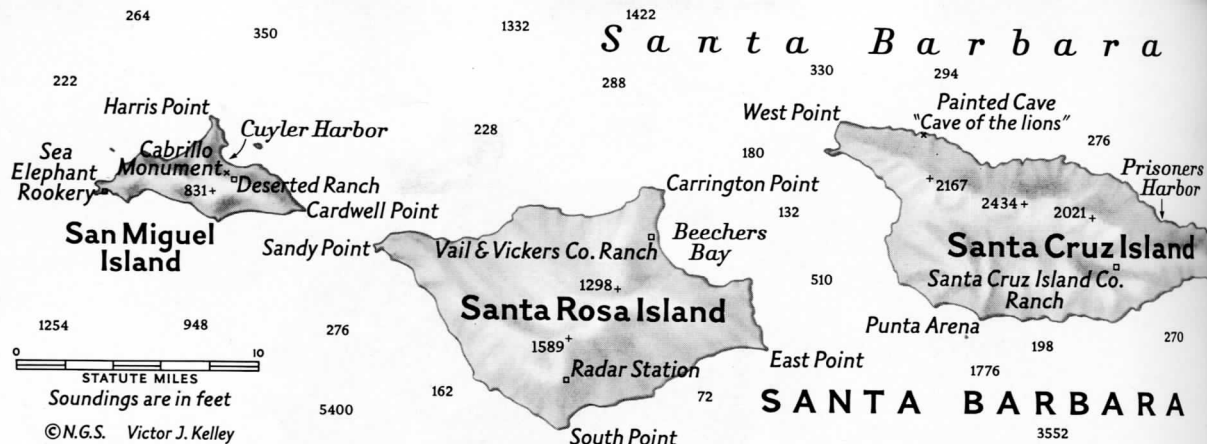 264
350
1332
1422
Santa Barbara
222
288
330
294
Harris Point
Cuyler Harbor
228
West Point
Painted Cave
"Cave of the lions"
276
Sea
Elephant
Rookery
Cabrillo
Monument
831
Deserted Ranch
Cardwell Point
180
Carrington Point
132
2167
2434
2021
Prisoners
Harbor
San Miguel
Island
Sandy Point
Vail & Vickers Co. Ranch
Beechers
Bay
Santa Cruz Island
Santa Cruz Island Co.
Ranch
1298
Santa Rosa Island
510
Punta Arena
1254
948
276
1589
Radar Station
East Point
198
270
0
10
STATUTE MILES
Soundings are in feet
162
5400
72
1776
SANTA BARBARA
©N.G.S. Victor J. Kelley
South Point
3552